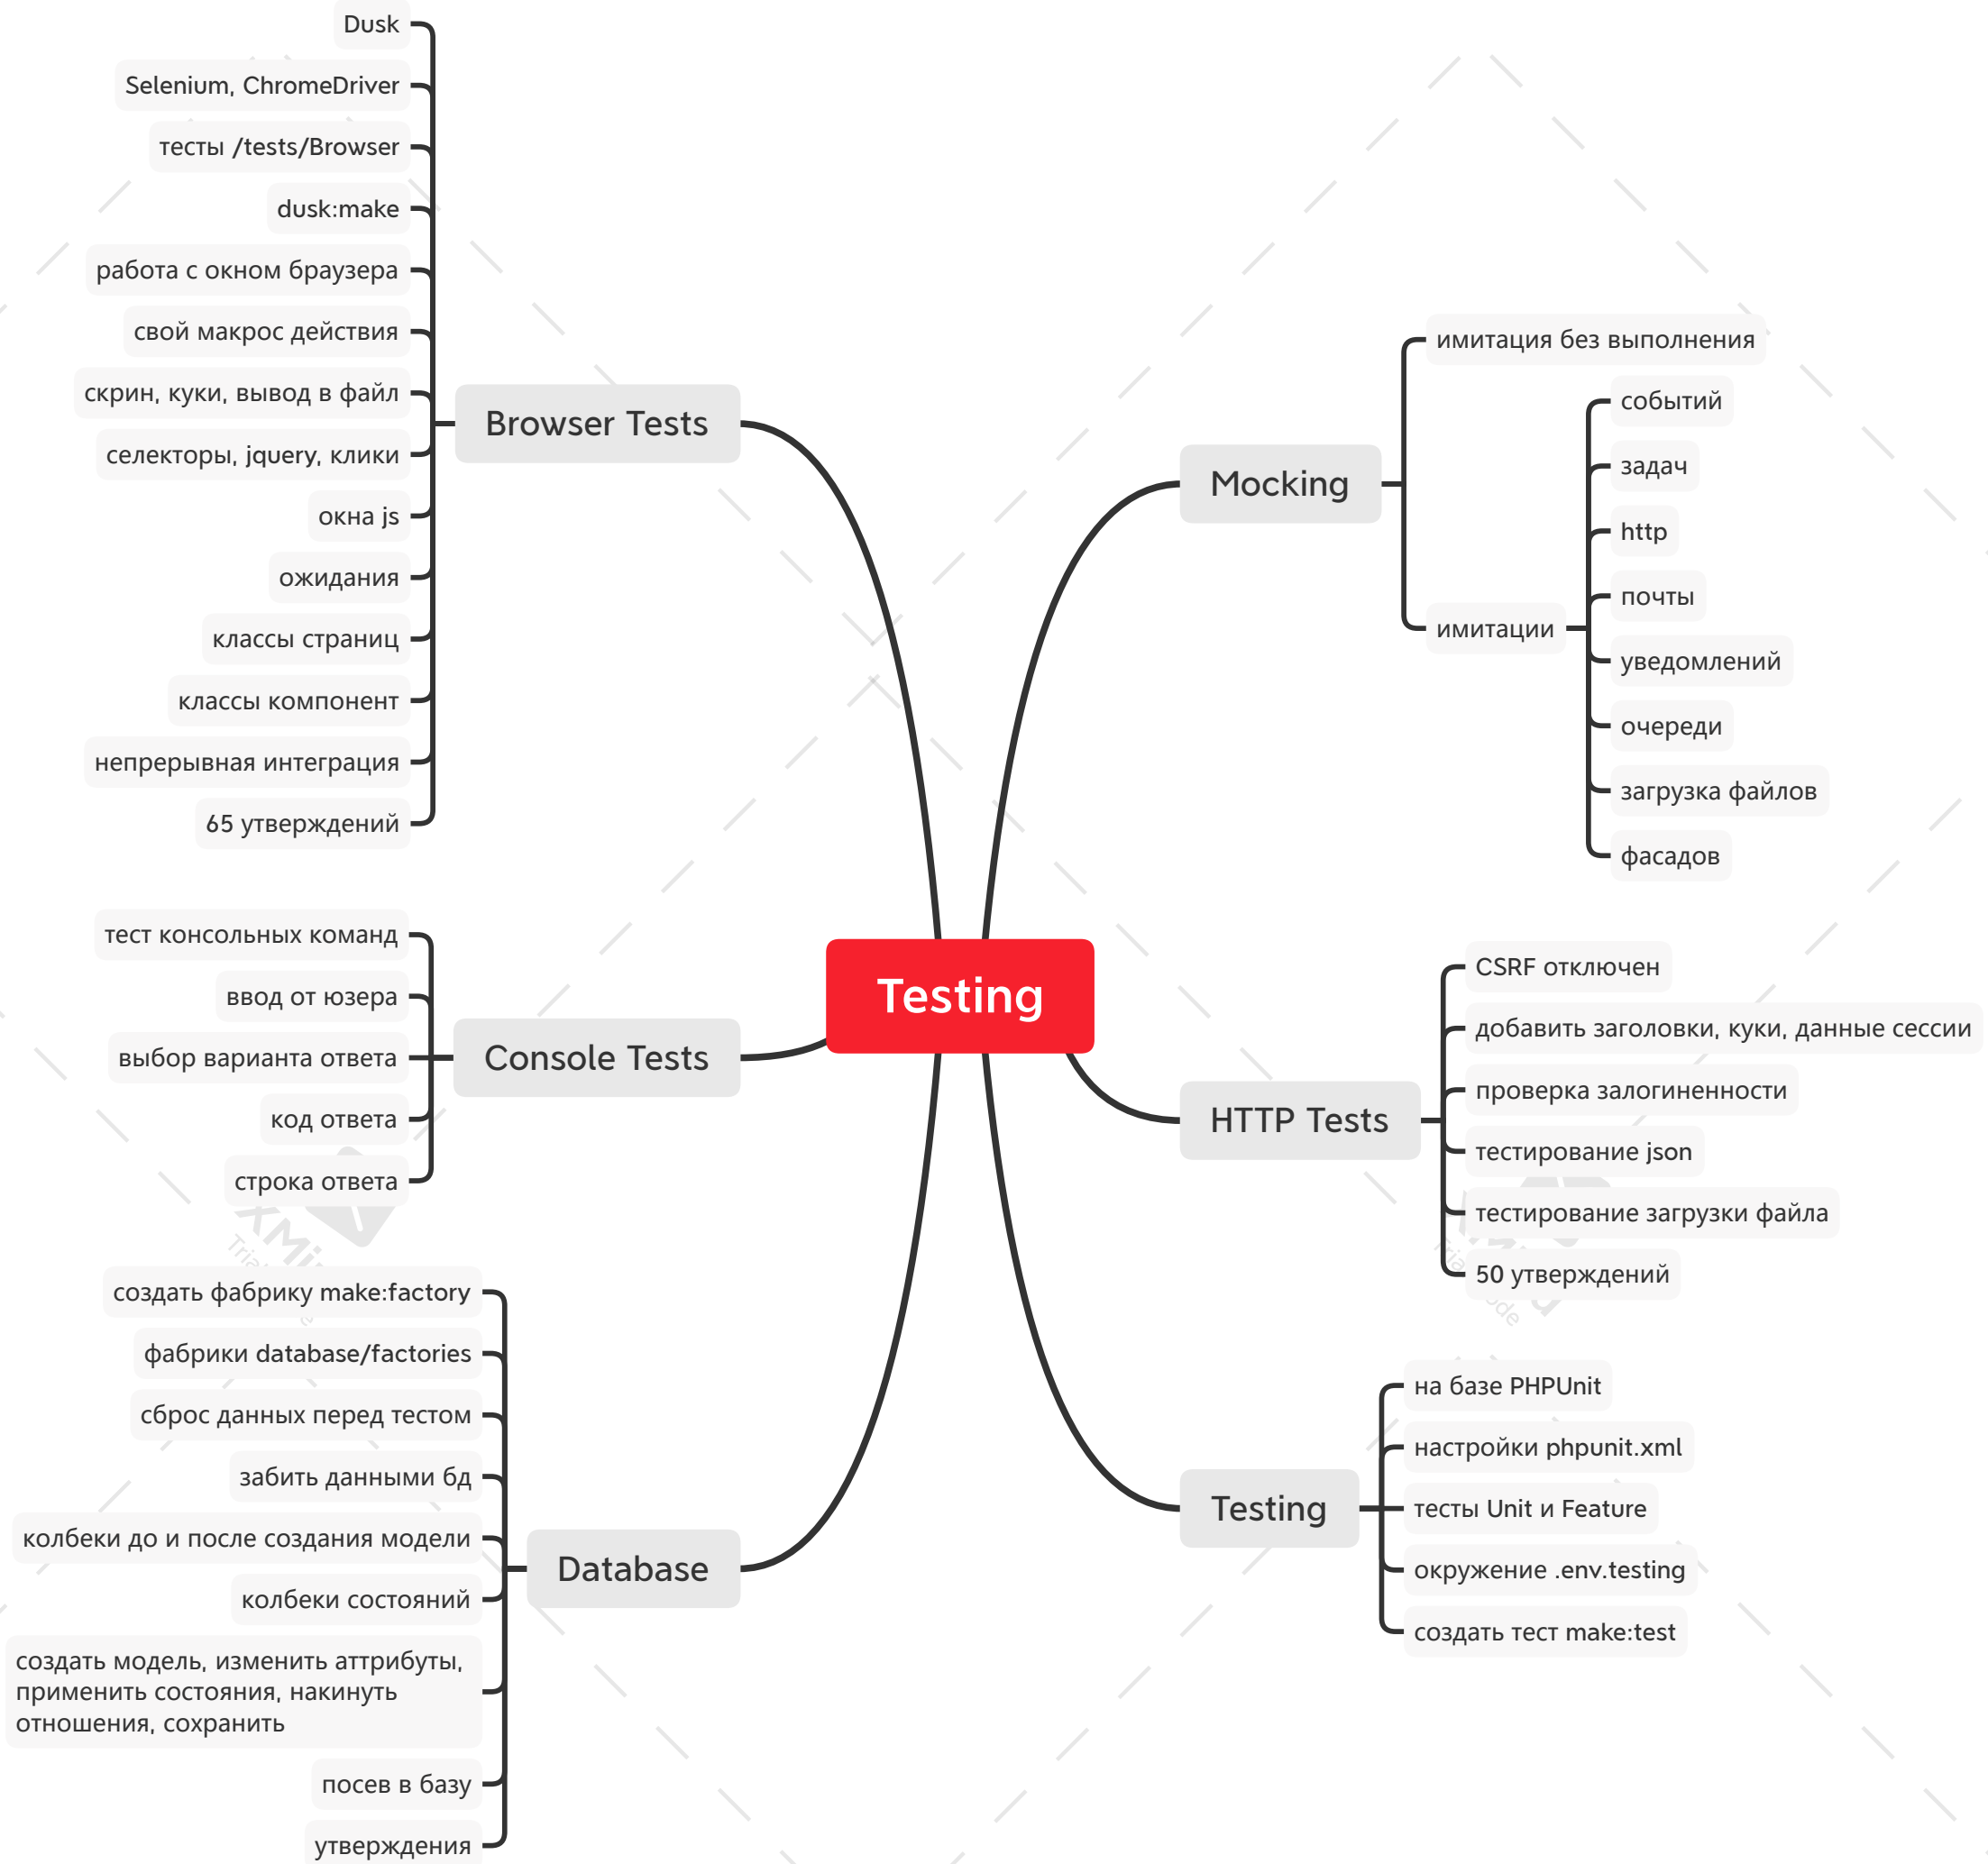 Testing
Browser Tests
Dusk
Selenium, ChromeDriver
тесты /tests/Browser
dusk:make
работа с окном браузера
свой макрос действия
скрин, куки, вывод в файл
селекторы, jquery, клики
окна js
ожидания
классы страниц
классы компонент
непрерывная интеграция
65 утверждений
Console Tests
тест консольных команд
ввод от юзера
выбор варианта ответа
код ответа
строка ответа
Database
создать фабрику make:factory
фабрики database/factories
сброс данных перед тестом
забить данными бд
колбеки до и после создания модели
колбеки состояний
создать модель, изменить аттрибуты,
применить состояния, накинуть
отношения, сохранить
посев в базу
утверждения
Mocking
имитация без выполнения
имитации
событий
задач
http
почты
уведомлений
очереди
загрузка файлов
фасадов
HTTP Tests
CSRF отключен
добавить заголовки, куки, данные сессии
проверка залогиненности
тестирование json
тестирование загрузки файла
50 утверждений
Testing
на базе PHPUnit
настройки phpunit.xml
тесты Unit и Feature
окружение .env.testing
создать тест make:test